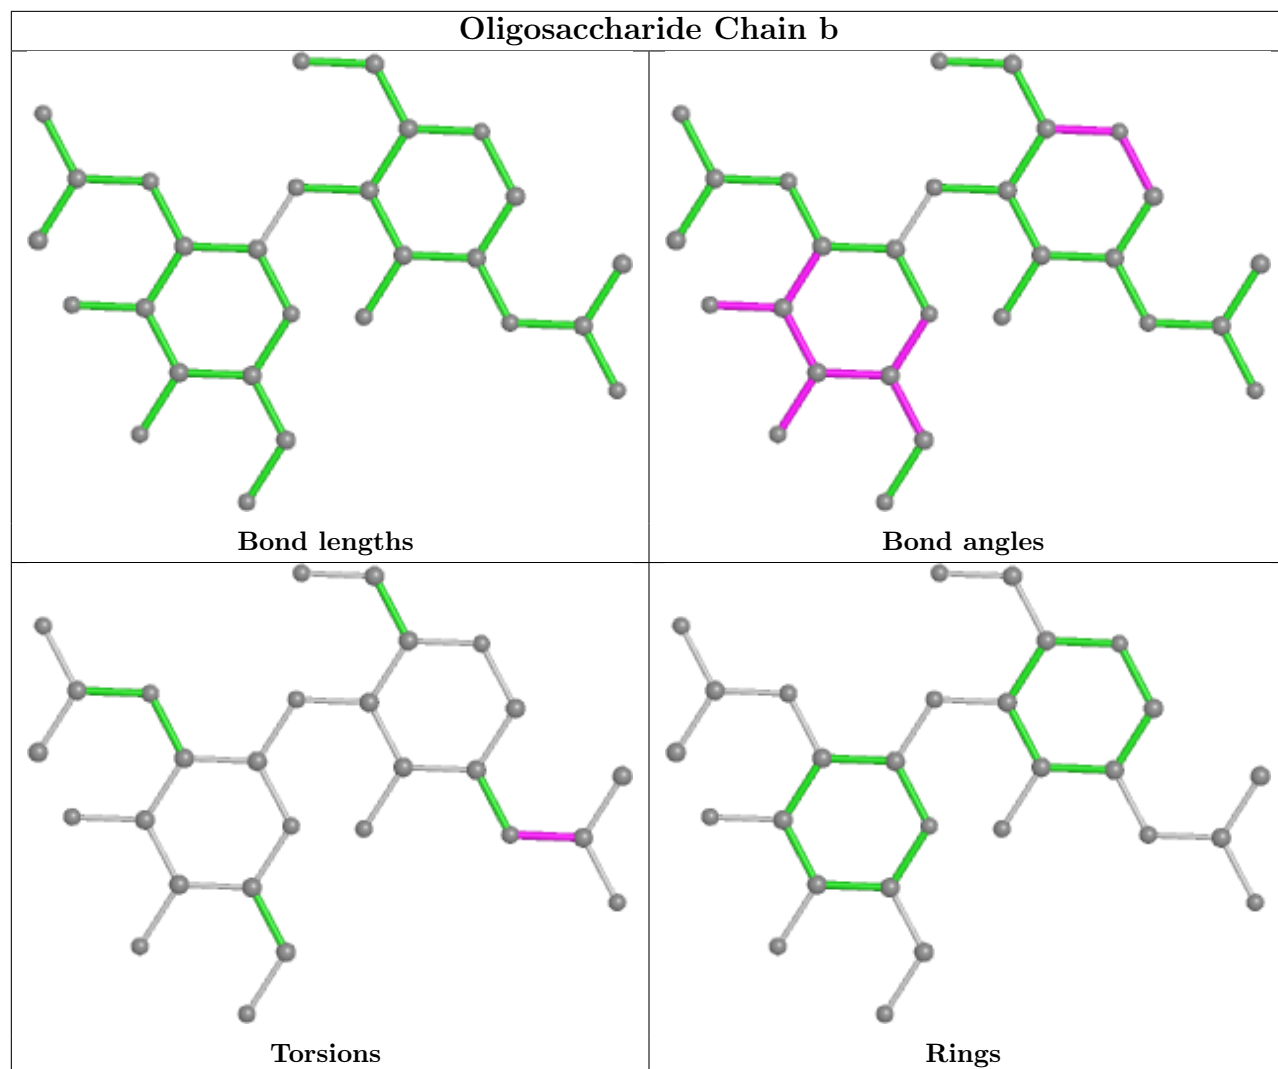 Oligosaccharide Chain b
Bond lengths
Bond angles
Torsions
Rings